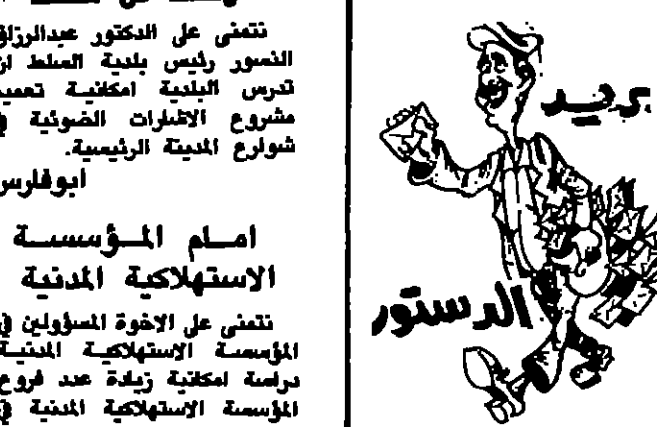 نتمنى على الدكتور عبدالرزاق
النسور رئيس بلدية السلط ان
تدرس البلدية امكانية تعميم
مشروع الاشارات الضوئية في
شوارع المدينة الرئيسية.
ابوفارس
امام المؤسسة
الاستهلاكية المدنية
نتمنى على الاخوة المسؤولين في
المؤسسة الاستهلاكية المدنية
دراسة امكانية زيادة عدد فروع
المؤسسة الاستهلاكية المدنية في
بريد
الدستور